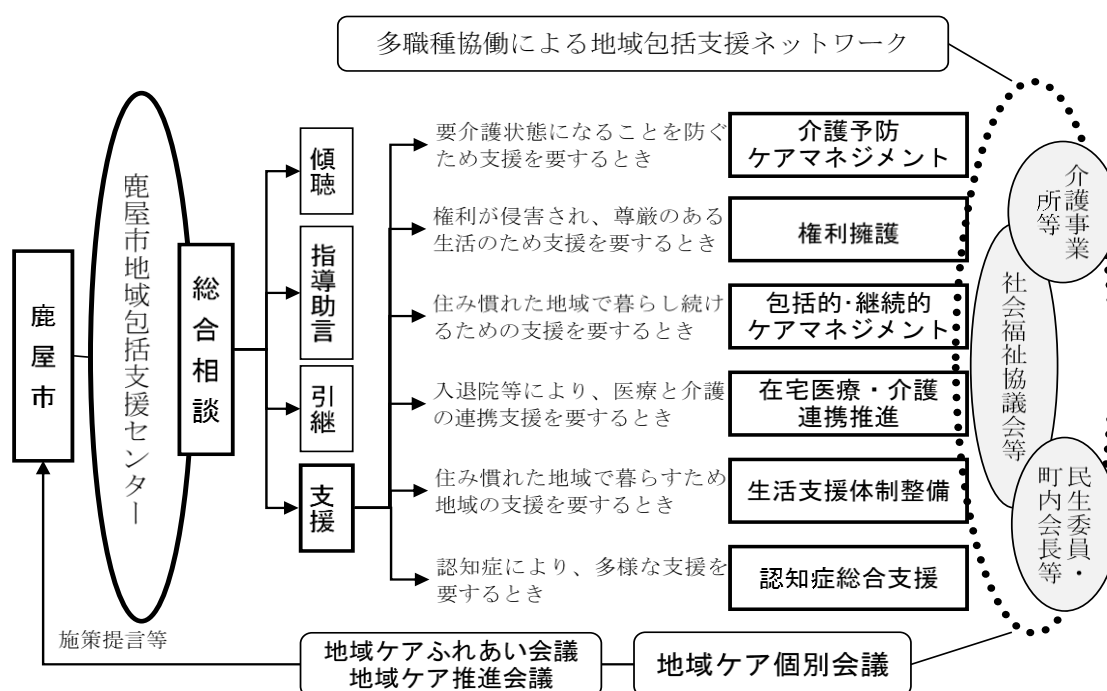 多職種協働による地域包括支援ネットワーク
鹿屋市
鹿屋市地域包括支援センター
総合相談
傾聴
指導助言
引継
支援
要介護状態になることを防ぐ
ため支援を要するとき
介護予防
ケアマネジメント
権利が侵害され、尊厳のある
生活のため支援を要するとき
権利擁護
住み慣れた地域で暮らし続け
るための支援を要するとき
包括的・継続的
ケアマネジメント
入退院等により、医療と介護
の連携支援を要するとき
在宅医療・介護
連携推進
住み慣れた地域で暮らすため
地域の支援を要するとき
生活支援体制整備
認知症により、多様な支援を
要するとき
認知症総合支援
介護事業
所等
社会福祉協議会等
民生委員・
町内会長等
施策提言等
地域ケアふれあい会議
地域ケア推進会議
地域ケア個別会議